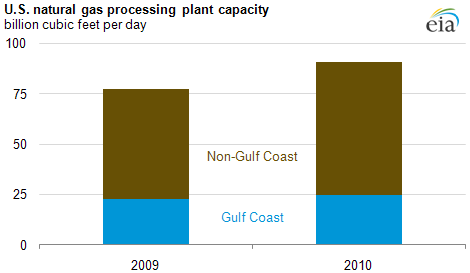 U.S. natural gas processing plant capacity
billion cubic feet per day
eia
100
75
50
25
0
Non-Gulf Coast
Gulf Coast
2009
2010